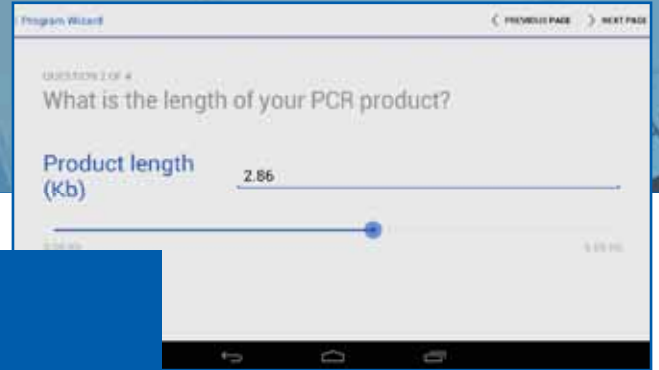 Program Wizard
PREVIOUS PAGE
NEXT PAGE
QUESTION 2 OF 4
What is the length of your PCR product?
Product length
(Kb)
2.86